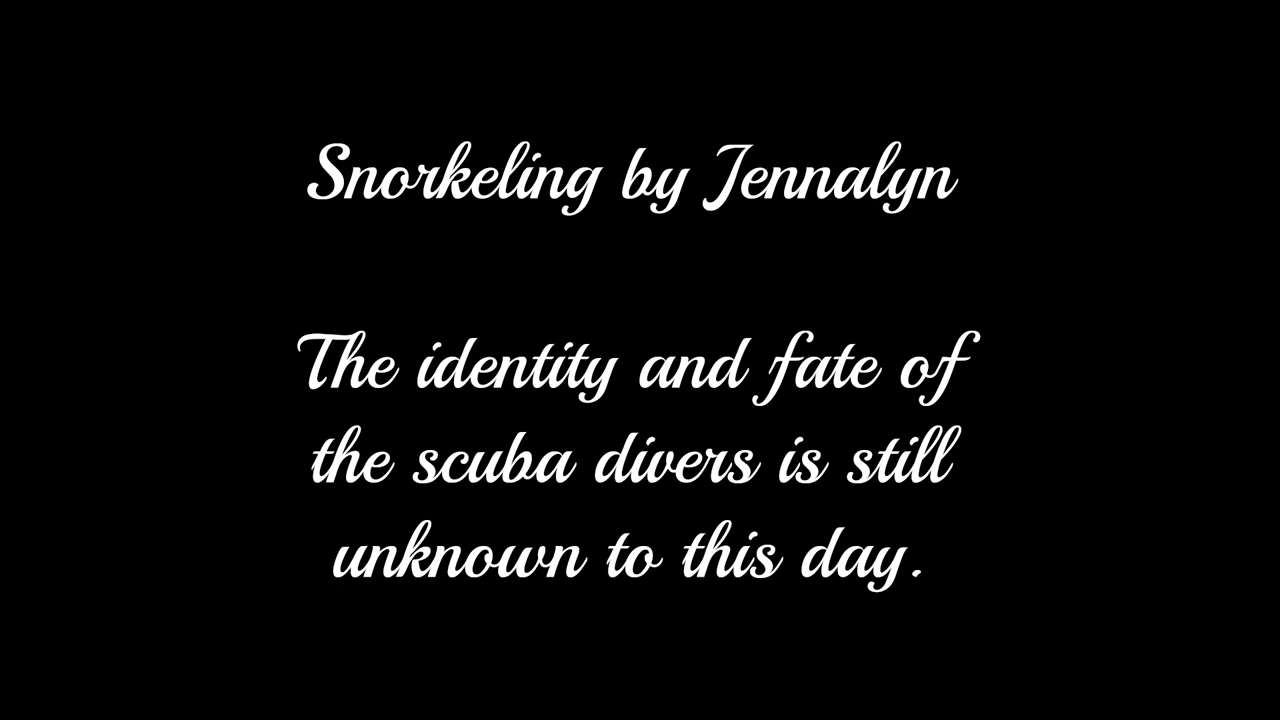 Snorkeling by Jennalyn
The identity and fate of
the scuba divers is still
unknown to this day.